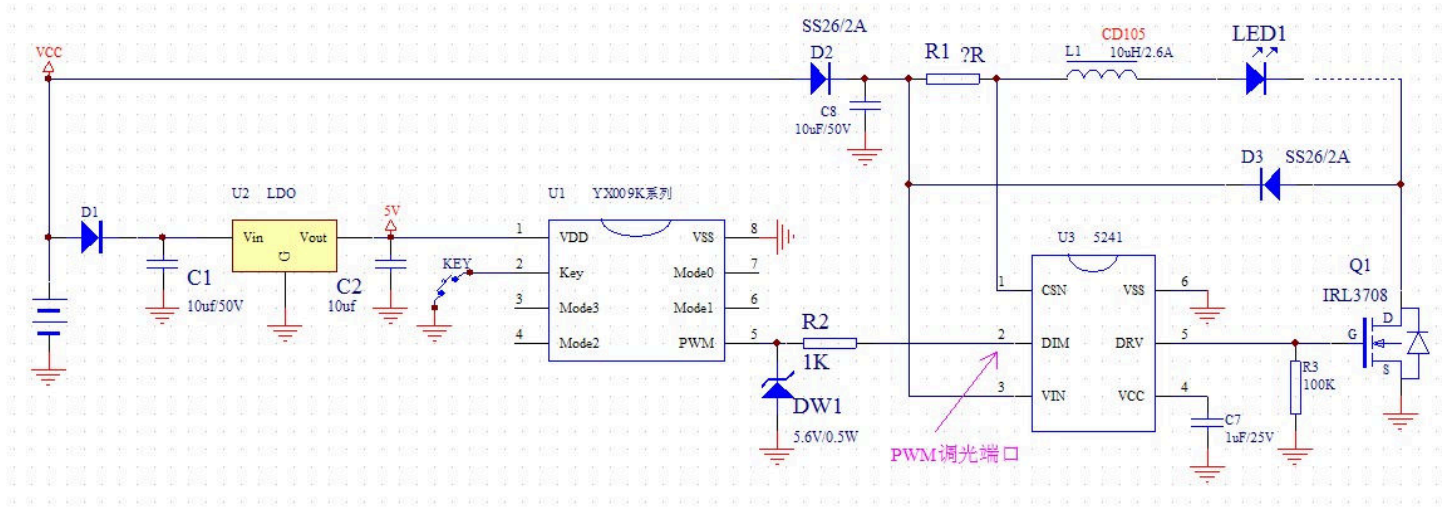 VCC
SS26/2A
D2
C8
10uF/50V
R1 ?R
CD105
L1 10uH/2.6A
LED1
D3 SS26/2A
D1
C1
10uf/50V
U2 LDO
Vin Vout
G
5V
C2
10uf
KEY
U1 YX009K系列
1 VDD VSS 8
2 Key Mode0 7
3 Mode3 Mode1 6
4 Mode2 PWM 5
R2
1K
DW1
5.6V/0.5W
PWM调光端口
U3 5241
1 CSN VSS 6
2 DIM DRV 5
3 VIN VCC 4
C7
1uF/25V
R3
100K
Q1
IRL3708
D
G
S